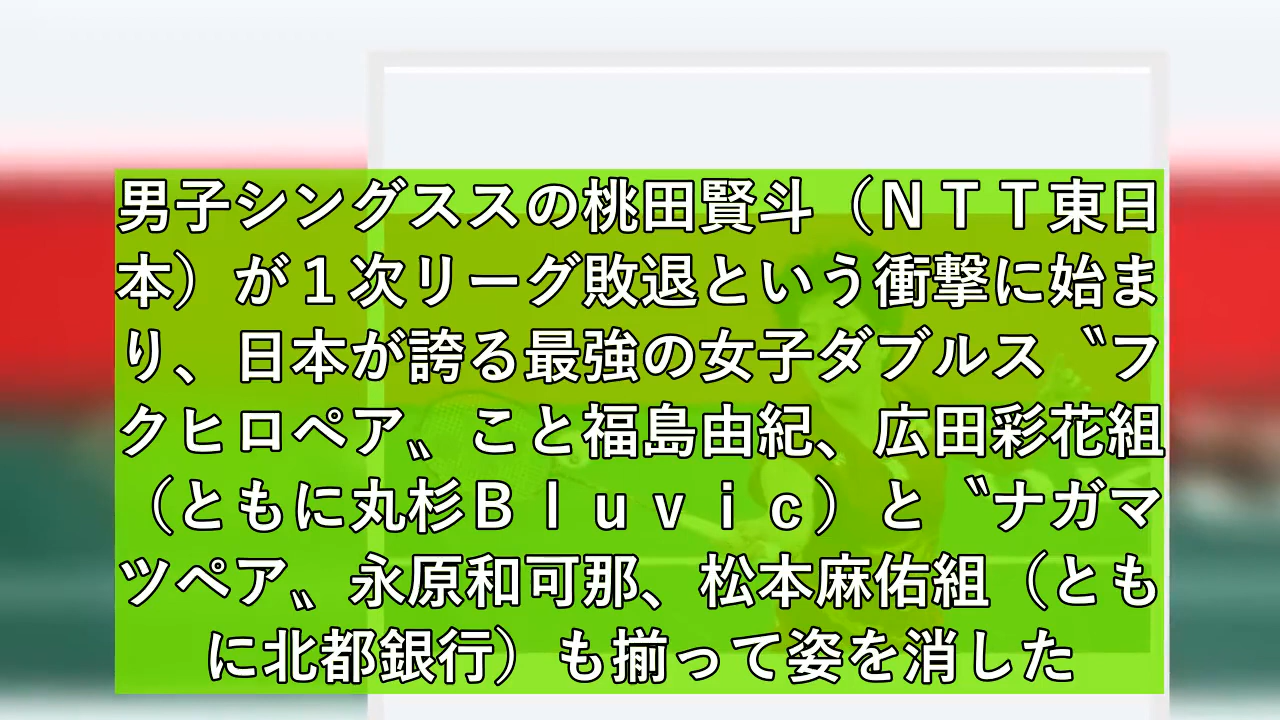 男子シングススの桃田賢斗（ＮＴＴ東日
本）が１次リーグ敗退という衝撃に始ま
り、日本が誇る最強の女子ダブルス〝フ
クヒロペア〟こと福島由紀、広田彩花組
（ともに丸杉Ｂｌｕｖｉｃ）と〝ナガマ
ツペア〟永原和可那、松本麻佑組（とも
に北都銀行）も揃って姿を消した